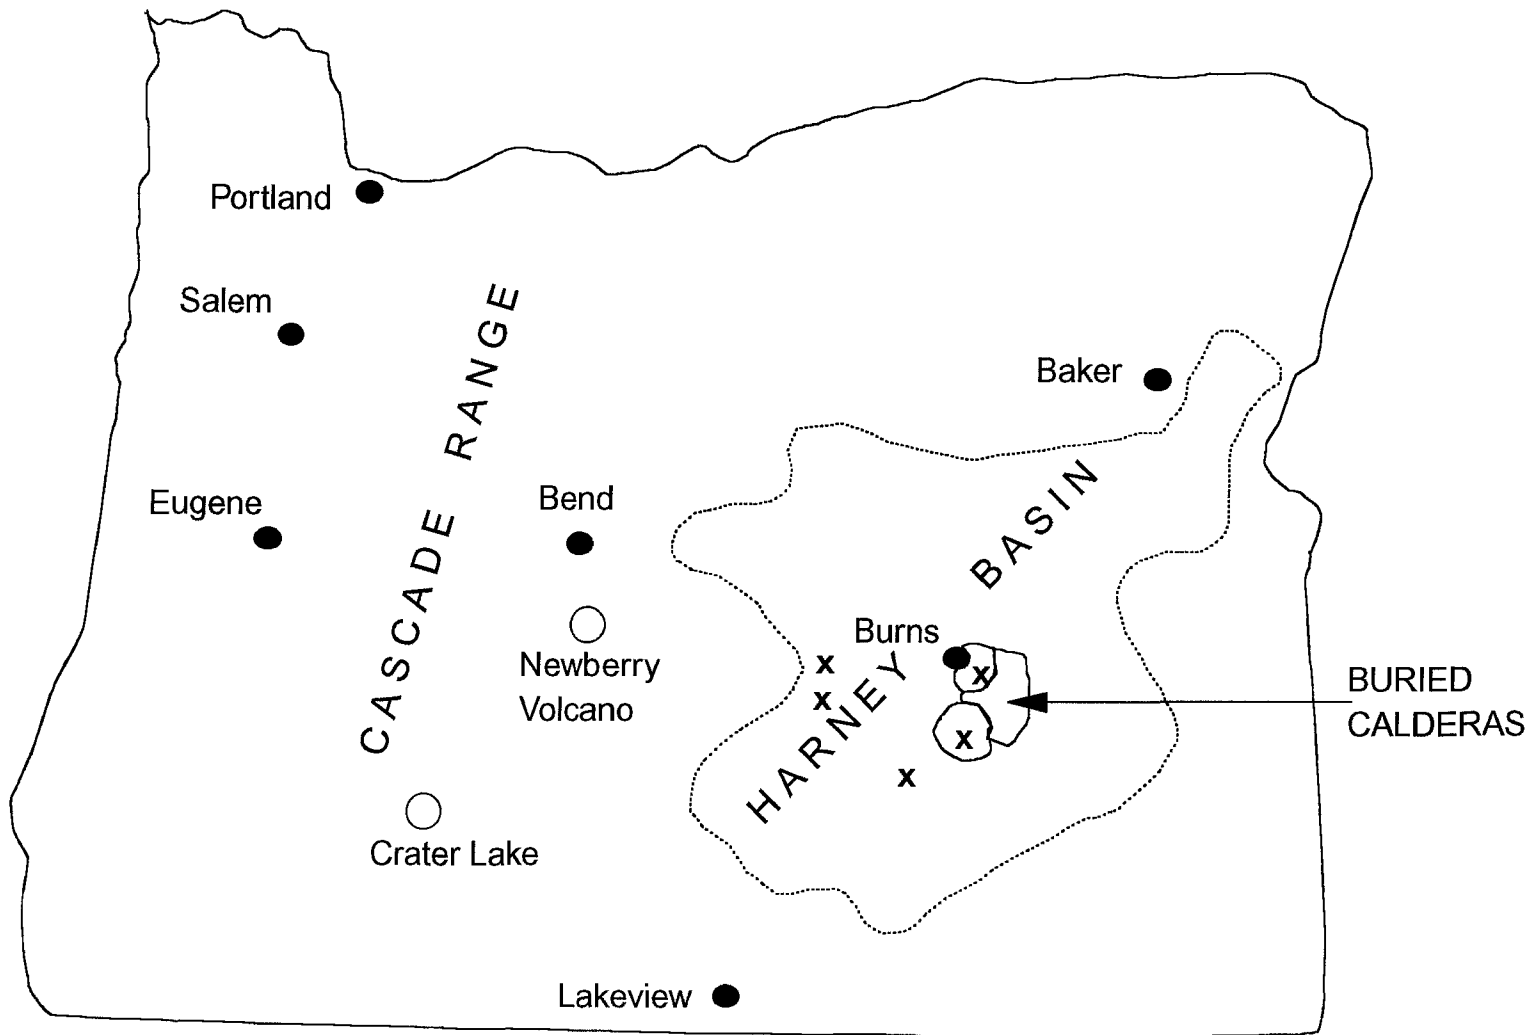 Portland
Salem
CASCADE RANGE
Baker
Eugene
Bend
HARNEY BASIN
Burns
x
x
x
Newberry
Volcano
x
x
BURIED
CALDERAS
Crater Lake
Lakeview